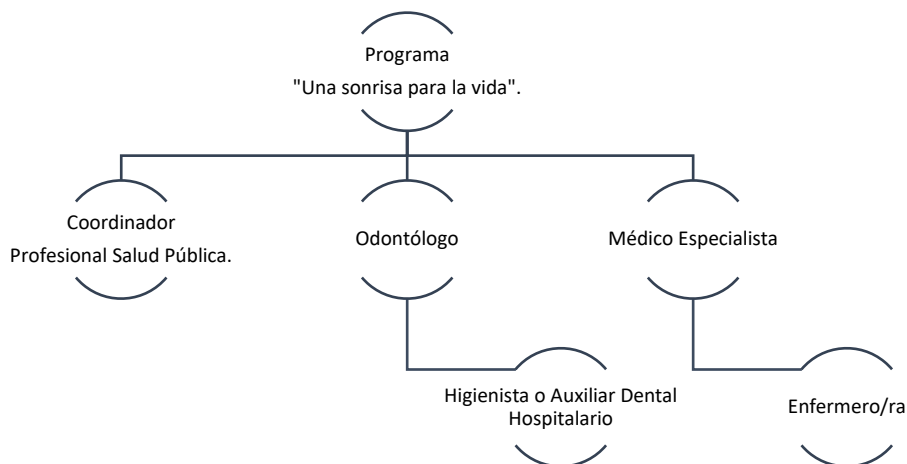 Programa
"Una sonrisa para la vida".
Coordinador
Profesional Salud Pública.
Odontólogo
Médico Especialista
Higienista o Auxiliar Dental
Hospitalario
Enfermero/ra